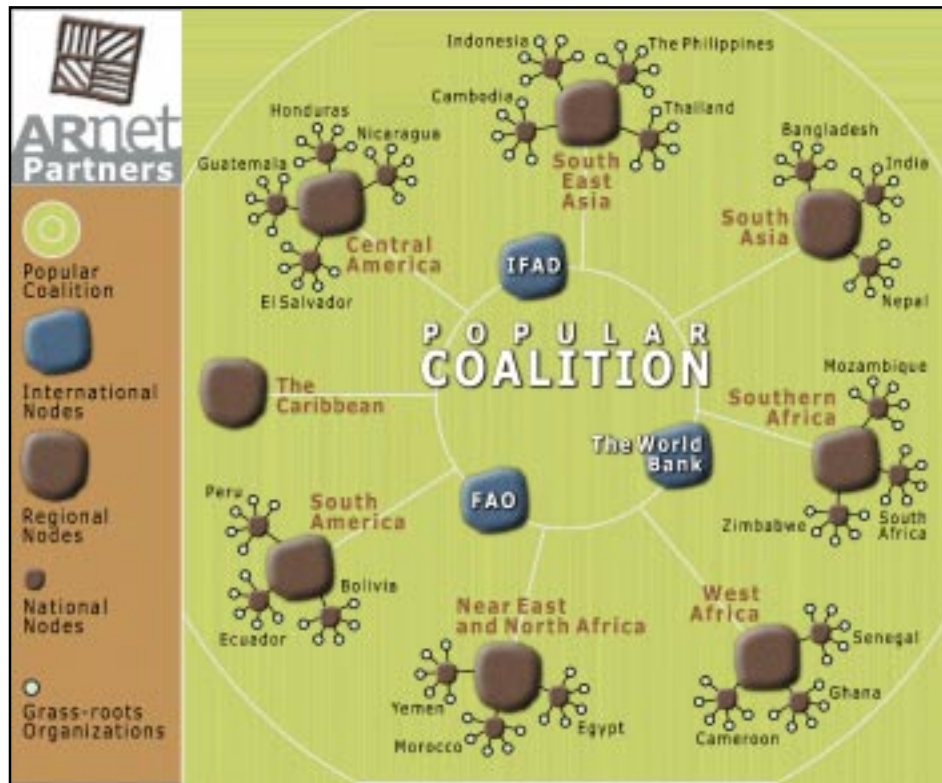 ARnet
Partners
Popular
Coalition
International
Nodes
Regional
Nodes
National
Nodes
Grass-roots
Organizations
Indonesia
The Philippines
Cambodia
Thailand
South
East
Asia
Honduras
Nicaragua
Guatemala
Central
America
El Salvador
Bangladesh
India
South
Asia
Nepal
IFAD
POPULAR
COALITION
The
Caribbean
Mozambique
Southern
Africa
Zimbabwe
South
Africa
The World
Bank
FAO
Peru
South
America
Bolivia
Ecuador
Near East
and North Africa
Yemen
Morocco
Egypt
West
Africa
Senegal
Ghana
Cameroon